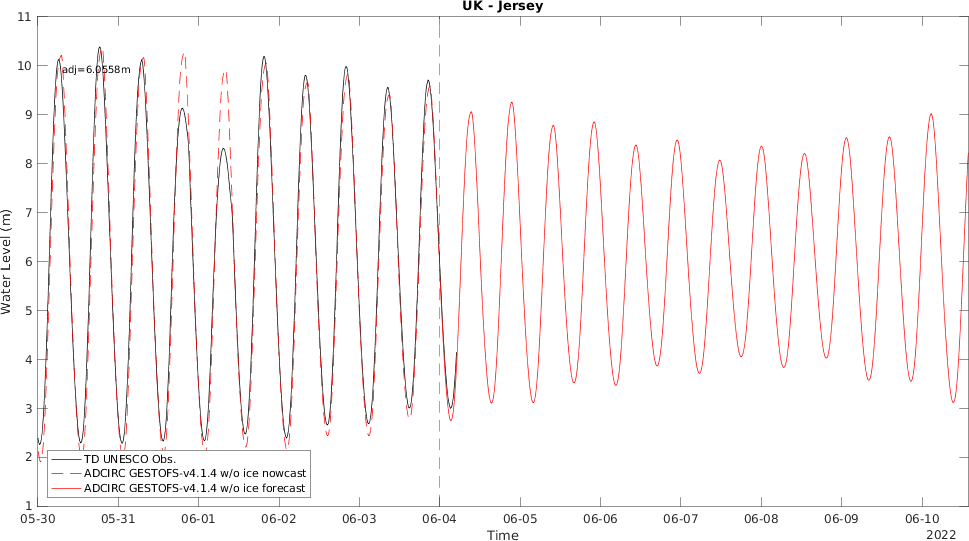 UK - Jersey
11
10
9
8
7
6
5
4
3
2
1
Water Level (m)
adj=6.0558m
TD UNESCO Obs.
ADCIRC GESTOFS-v4.1.4 w/o ice nowcast
ADCIRC GESTOFS-v4.1.4 w/o ice forecast
05-30 05-31 06-01 06-02 06-03 06-04 06-05 06-06 06-07 06-08 06-09 06-10
Time
2022